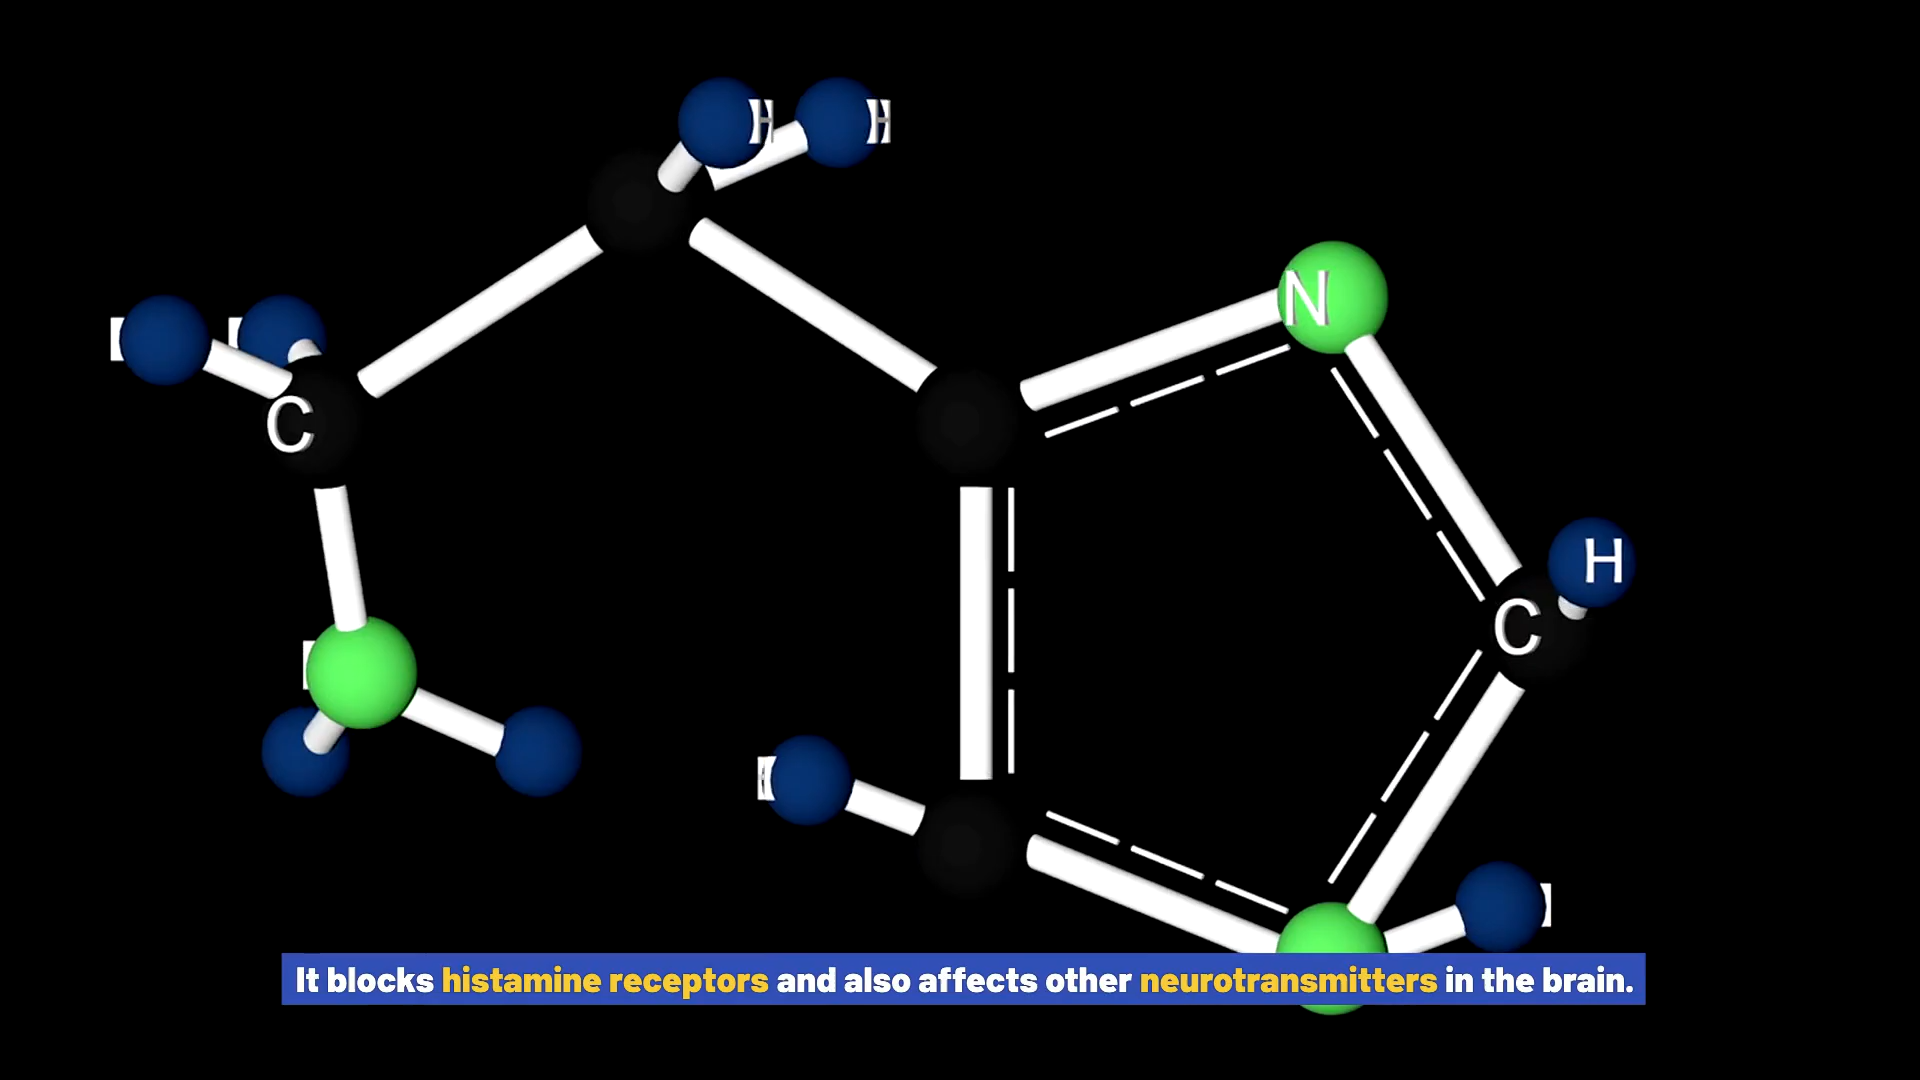 H H
N
C
H
C
It blocks histamine receptors and also affects other neurotransmitters in the brain.